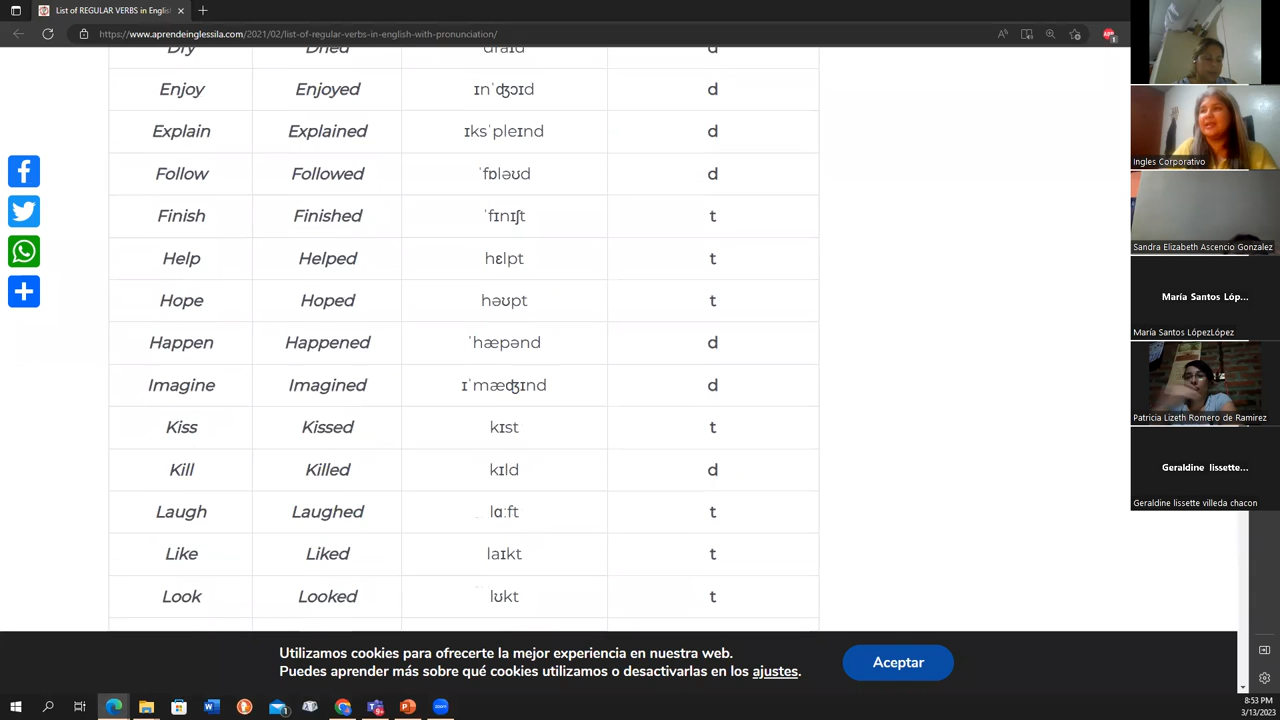 List of REGULAR VERBS in Englis
https://www.aprendeinglessila.com/2021/02/list-of-regular-verbs-in-english-with-pronunciation/
Dry Dried draɪd d
Enjoy Enjoyed ɪnˈʤɔɪd d
Explain Explained ɪksˈpleɪnd d
Follow Followed ˈfɒləʊd d
Finish Finished ˈfɪnɪʃt t
Help Helped hɛlpt t
Hope Hoped həʊpt t
Happen Happened ˈhæpənd d
Imagine Imagined ɪˈmæʤɪnd d
Kiss Kissed kɪst t
Kill Killed kɪld d
Laugh Laughed lɑːft t
Like Liked laɪkt t
Look Looked lʊkt t
Utilizamos cookies para ofrecerte la mejor experiencia en nuestra web.
Puedes aprender más sobre qué cookies utilizamos o desactivarlas en los ajustes.
Aceptar
Ingles Corporativo
Sandra Elizabeth Ascencio Gonzalez
María Santos Lóp...
María Santos LópezLópez
Patricia Lizeth Romero de Ramirez
Geraldine lissette...
Geraldine lissette villeda chacon
8:53 PM
3/13/2023